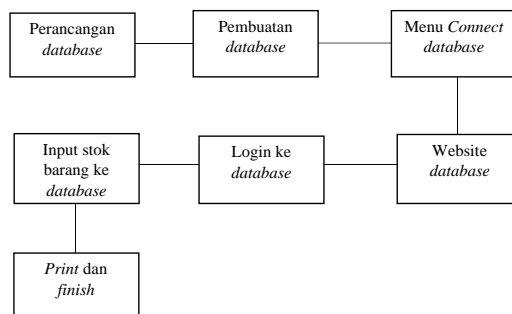 Perancangan
database
Pembuatan
database
Menu Connect
database
Website
database
Login ke
database
Input stok
barang ke
database
Print dan
finish